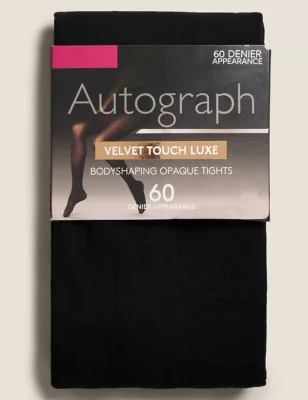 60 DENIER
APPEARANCE
Autograph
VELVET TOUCH LUXE
BODYSHAPING OPAQUE TIGHTS
60
DENIER APPEARANCE